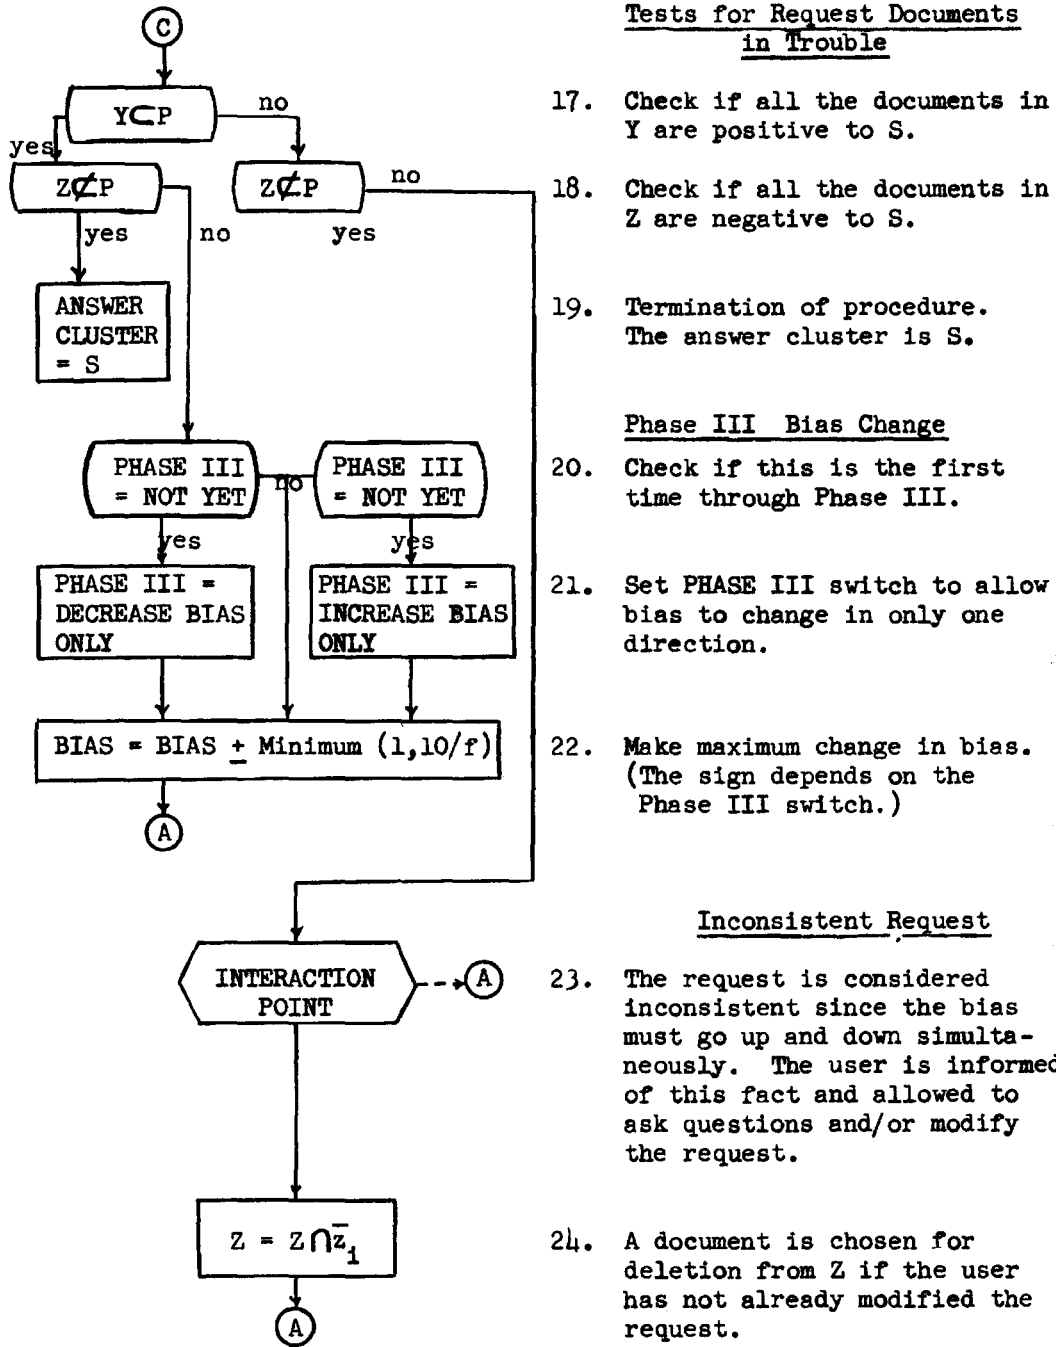 C
Y⊂P
no
yes
Z⊄P
Z⊄P
no
yes
no
yes
ANSWER
CLUSTER
= S
PHASE III
= NOT YET
no
PHASE III
= NOT YET
yes
yes
PHASE III =
DECREASE BIAS
ONLY
PHASE III =
INCREASE BIAS
ONLY
BIAS = BIAS ± Minimum (1,10/f)
A
INTERACTION
POINT
A
Z = Z∩z̄ᵢ
A
Tests for Request Documents
in Trouble
17. Check if all the documents in
Y are positive to S.
18. Check if all the documents in
Z are negative to S.
19. Termination of procedure.
The answer cluster is S.
Phase III Bias Change
20. Check if this is the first
time through Phase III.
21. Set PHASE III switch to allow
bias to change in only one
direction.
22. Make maximum change in bias.
(The sign depends on the
Phase III switch.)
Inconsistent Request
23. The request is considered
inconsistent since the bias
must go up and down simulta-
neously. The user is informed
of this fact and allowed to
ask questions and/or modify
the request.
24. A document is chosen for
deletion from Z if the user
has not already modified the
request.